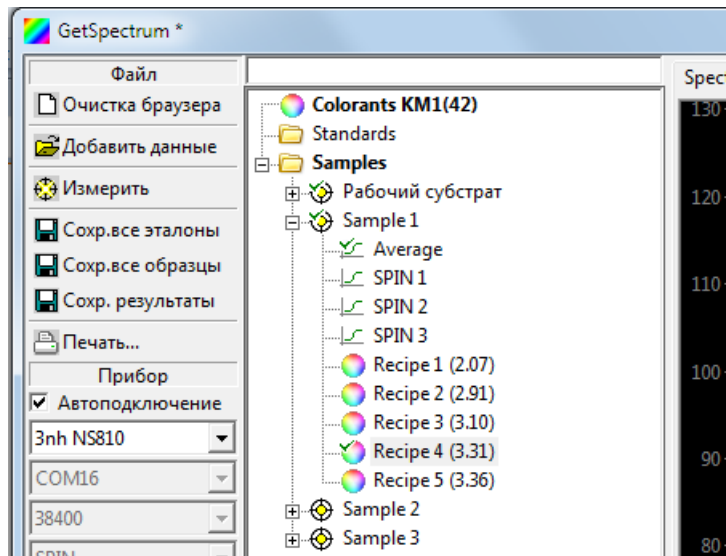 GetSpectrum *
Файл
Очистка браузера
Добавить данные
Измерить
Сохр.все эталоны
Сохр.все образцы
Сохр. результаты
Печать...
Прибор
Автоподключение
3nh NS810
COM16
38400
SPIN
Colorants KM1(42)
Standards
Samples
Рабочий субстрат
Sample 1
Average
SPIN 1
SPIN 2
SPIN 3
Recipe 1 (2.07)
Recipe 2 (2.91)
Recipe 3 (3.10)
Recipe 4 (3.31)
Recipe 5 (3.36)
Sample 2
Sample 3
Spect
130
120
110
100
90
80